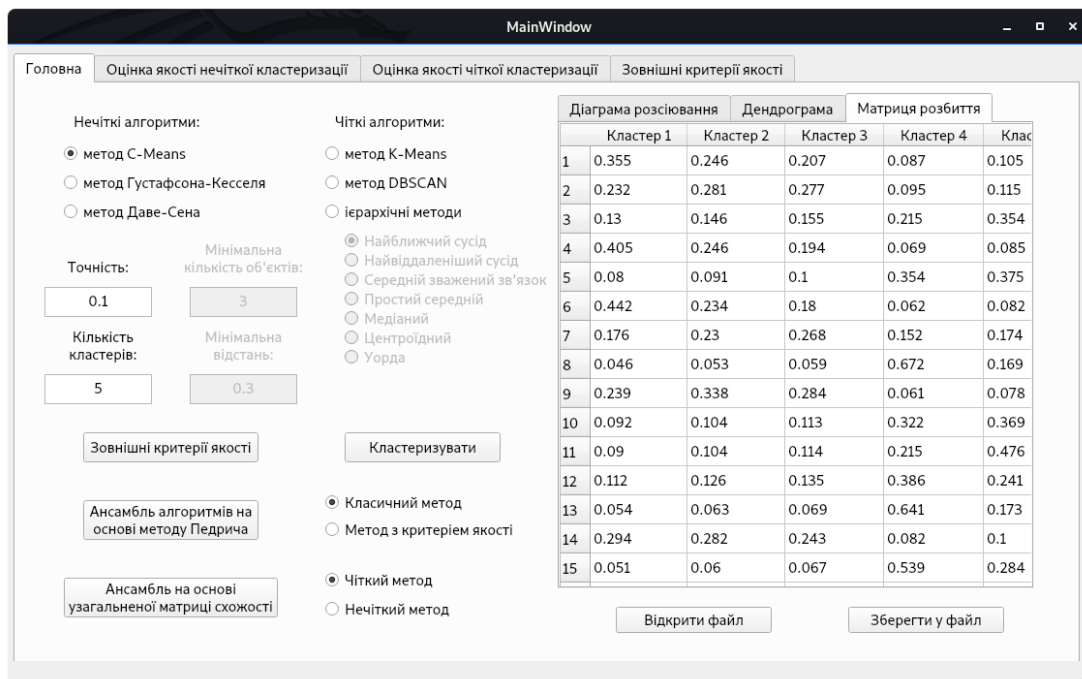 MainWindow
Головна Оцінка якості нечіткої кластеризації Оцінка якості чіткої кластеризації Зовнішні критерії якості
Нечіткі алгоритми:
метод C-Means
метод Густафсона-Кесселя
метод Даве-Сена
Чіткі алгоритми:
метод K-Means
метод DBSCAN
ієрархічні методи
Найближчий сусід
Найвіддаленіший сусід
Середній зважений зв'язок
Простий середній
Медіаний
Центроїдний
Уорда
Точність:
0.1
Мінімальна
кількість об'єктів:
3
Кількість
кластерів:
5
Мінімальна
відстань:
0.3
Зовнішні критерії якості
Кластеризувати
Ансамбль алгоритмів на
основі методу Педрича
Класичний метод
Метод з критерієм якості
Ансамбль на основі
узагальненої матриці схожості
Чіткий метод
Нечіткий метод
Діаграма розсіювання Дендрограма Матриця розбиття
Кластер 1 Кластер 2 Кластер 3 Кластер 4 Клас
1 0.355 0.246 0.207 0.087 0.105
2 0.232 0.281 0.277 0.095 0.115
3 0.13 0.146 0.155 0.215 0.354
4 0.405 0.246 0.194 0.069 0.085
5 0.08 0.091 0.1 0.354 0.375
6 0.442 0.234 0.18 0.062 0.082
7 0.176 0.23 0.268 0.152 0.174
8 0.046 0.053 0.059 0.672 0.169
9 0.239 0.338 0.284 0.061 0.078
10 0.092 0.104 0.113 0.322 0.369
11 0.09 0.104 0.114 0.215 0.476
12 0.112 0.126 0.135 0.386 0.241
13 0.054 0.063 0.069 0.641 0.173
14 0.294 0.282 0.243 0.082 0.1
15 0.051 0.06 0.067 0.539 0.284
Відкрити файл Зберегти у файл